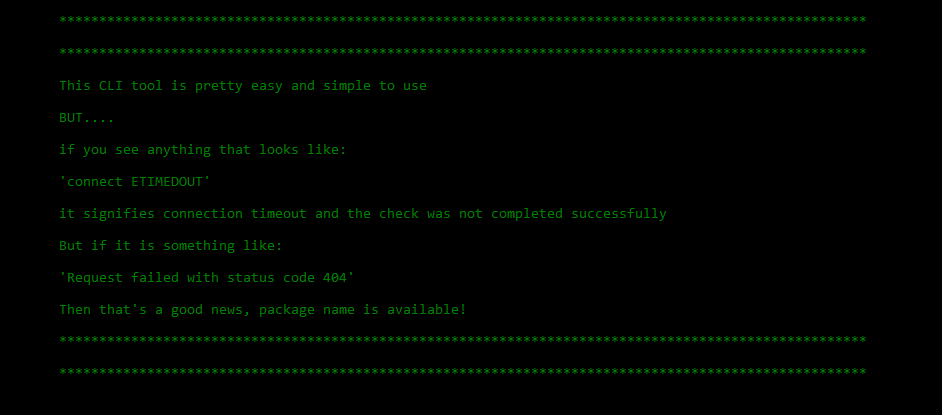 *****************************************************************************************************
*****************************************************************************************************
This CLI tool is pretty easy and simple to use
BUT....
if you see anything that looks like:
'connect ETIMEDOUT'
it signifies connection timeout and the check was not completed successfully
But if it is something like:
'Request failed with status code 404'
Then that's a good news, package name is available!
*****************************************************************************************************
*****************************************************************************************************